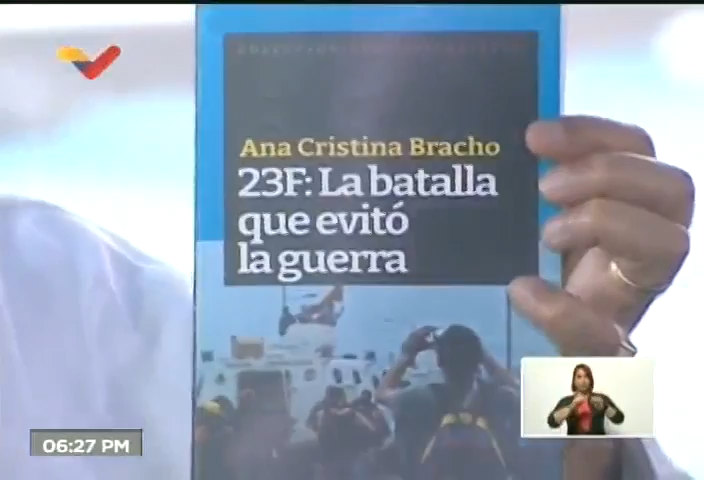 Ana Cristina Bracho
23F: La batalla
que evitó
la guerra
06:27 PM